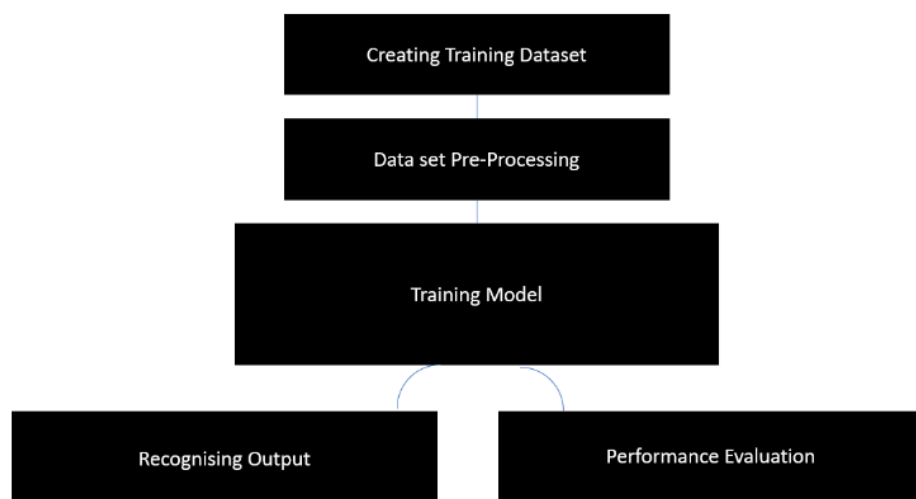 Creating Training Dataset
Data set Pre-Processing
Training Model
Recognising Output
Performance Evaluation